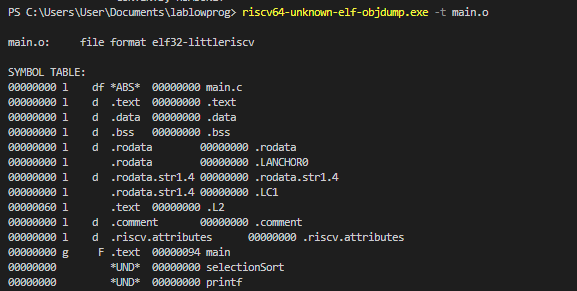 PS C:\Users\User\Documents\lablowprog> riscv64-unknown-elf-objdump.exe -t main.o
main.o:     file format elf32-littleriscv
SYMBOL TABLE:
00000000 l    df *ABS*  00000000 main.c
00000000 l    d  .text  00000000 .text
00000000 l    d  .data  00000000 .data
00000000 l    d  .bss   00000000 .bss
00000000 l    d  .rodata        00000000 .rodata
00000000 l       .rodata        00000000 .LANCHOR0
00000000 l    d  .rodata.str1.4 00000000 .rodata.str1.4
00000000 l       .rodata.str1.4 00000000 .LC1
00000060 l       .text  00000000 .L2
00000000 l    d  .comment       00000000 .comment
00000000 l    d  .riscv.attributes      00000000 .riscv.attributes
00000000 g     F .text  00000094 main
00000000         *UND*  00000000 selectionSort
00000000         *UND*  00000000 printf